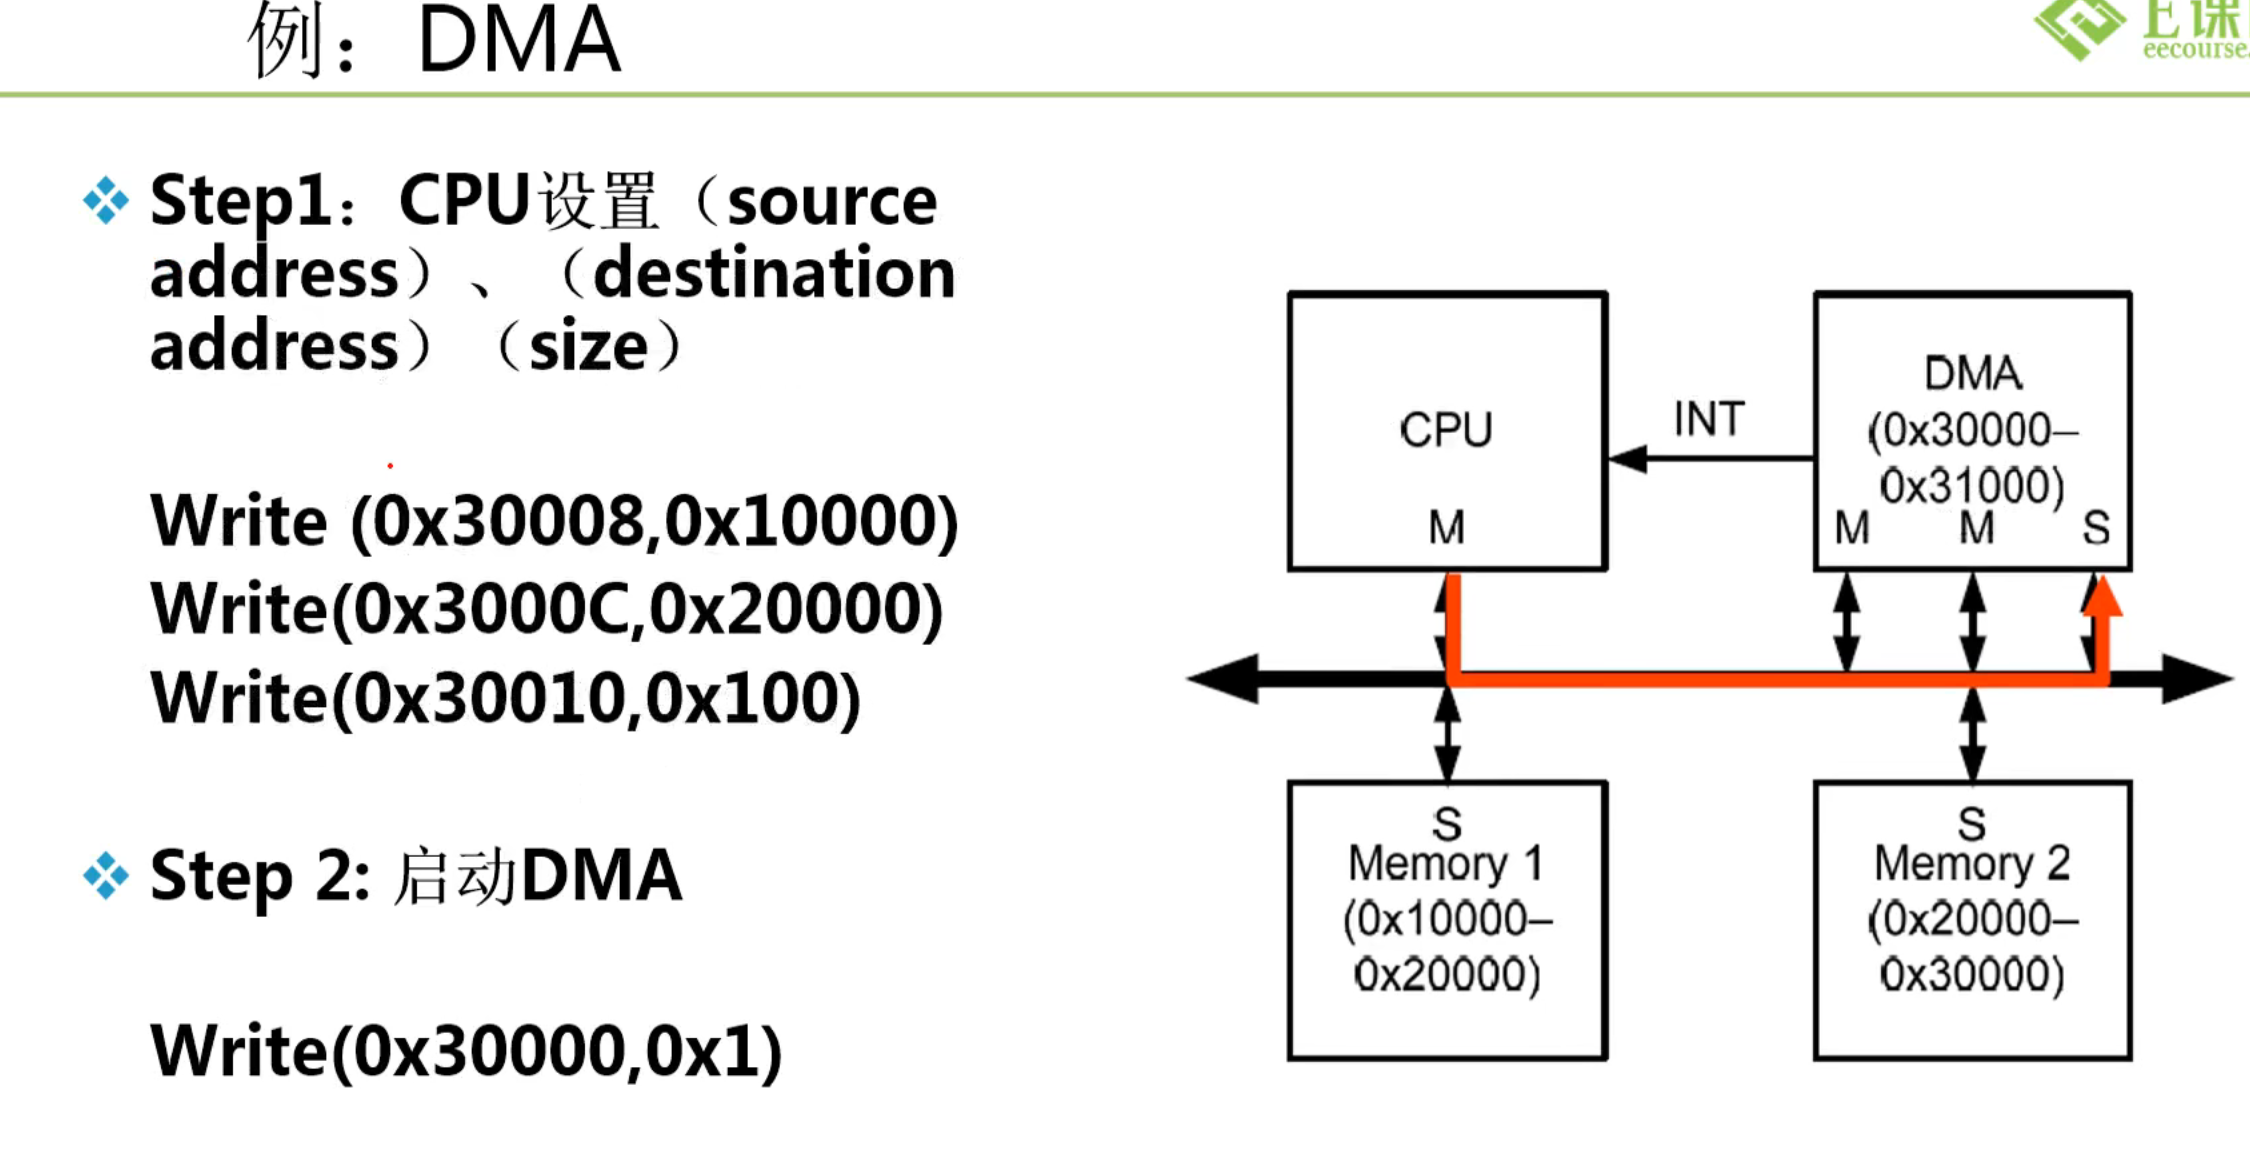 例：DMA
E课
eecourse.
Step1：CPU设置（source
address）、（destination
address）（size）
Write (0x30008,0x10000)
Write(0x3000C,0x20000)
Write(0x30010,0x100)
Step 2: 启动DMA
Write(0x30000,0x1)
CPU
M
INT
DMA
(0x30000–
0x31000)
M M S
S
Memory 1
(0x10000–
0x20000)
S
Memory 2
(0x20000–
0x30000)